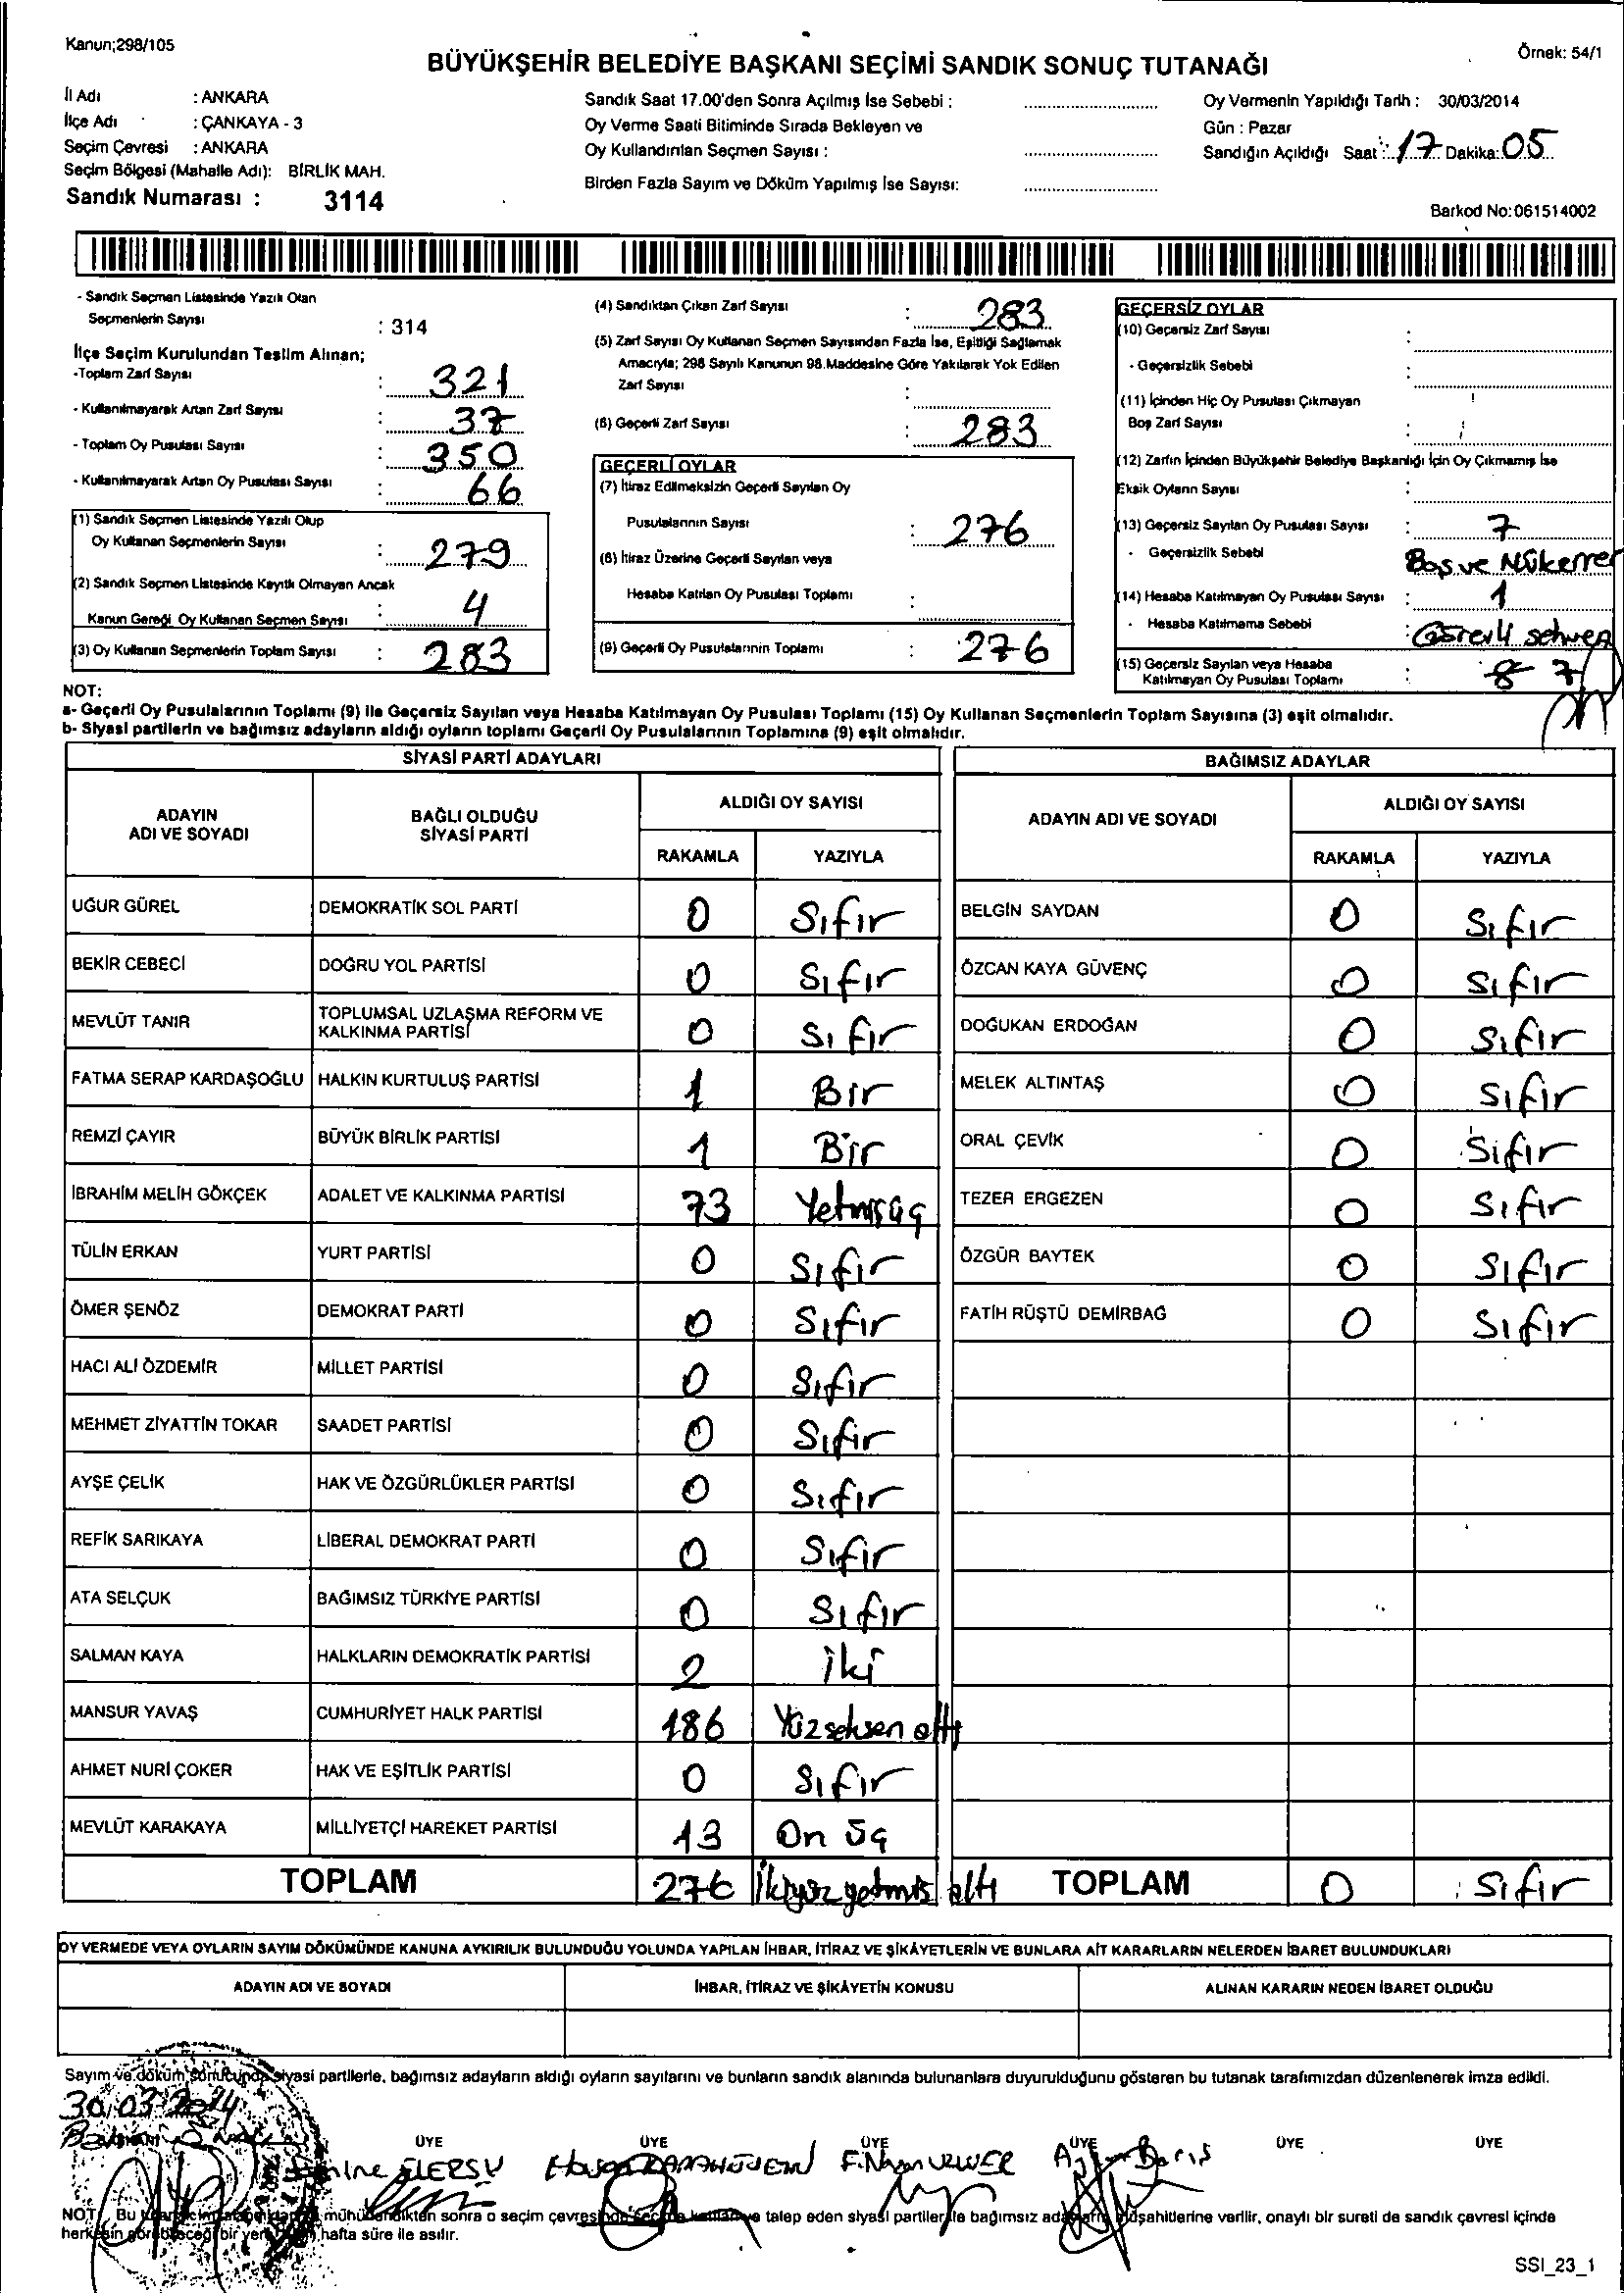 Kanun;298/105
Örnek: 54/1
BÜYÜKŞEHİR BELEDİYE BAŞKANI SEÇİMİ SANDIK SONUÇ TUTANAĞI
İl Adı : ANKARA
İlçe Adı : ÇANKAYA - 3
Seçim Çevresi : ANKARA
Seçim Bölgesi (Mahalle Adı): BİRLİK MAH.
Sandık Numarası : 3114
Sandık Saat 17.00'den Sonra Açılmış İse Sebebi :
Oy Verme Saati Bitiminde Sırada Bekleyen ve
Oy Kullandırılan Seçmen Sayısı :
Birden Fazla Sayım ve Döküm Yapılmış İse Sayısı:
Oy Vermenin Yapıldığı Tarih : 30/03/2014
Gün : Pazar
Sandığın Açıldığı Saat : 17 Dakika: 05
Barkod No:061514002
- Sandık Seçmen Listesinde Yazılı Olan
Seçmenlerin Sayısı : 314
İlçe Seçim Kurulundan Teslim Alınan;
-Toplam Zarf Sayısı : 321
- Kullanılmayarak Artan Zarf Sayısı : 37
- Toplam Oy Pusulası Sayısı : 350
- Kullanılmayarak Artan Oy Pusulası Sayısı : 66
(1) Sandık Seçmen Listesinde Yazılı Olup
Oy Kullanan Seçmenlerin Sayısı : 279
(2) Sandık Seçmen Listesinde Kayıtlı Olmayan Ancak
Kanun Gereği Oy Kullanan Seçmen Sayısı : 4
(3) Oy Kullanan Seçmenlerin Toplam Sayısı : 283
(4) Sandıktan Çıkan Zarf Sayısı : 283
(5) Zarf Sayısı Oy Kullanan Seçmen Sayısından Fazla İse, Eşitliği Sağlamak
Amacıyla; 298 Sayılı Kanunun 98.Maddesine Göre Yakılarak Yok Edilen
Zarf Sayısı :
(6) Geçerli Zarf Sayısı : 283
GEÇERLİ OYLAR
(7) İtiraz Edilmeksizin Geçerli Sayılan Oy
Pusulalarının Sayısı : 276
(8) İtiraz Üzerine Geçerli Sayılan veya
Hesaba Katılan Oy Pusulası Toplamı :
(9) Geçerli Oy Pusulalarının Toplamı : 276
GEÇERSİZ OYLAR
(10) Geçersiz Zarf Sayısı :
- Geçersizlik Sebebi :
(11) İçinden Hiç Oy Pusulası Çıkmayan
Boş Zarf Sayısı :
(12) Zarfın İçinden Büyükşehir Belediye Başkanlığı İçin Oy Çıkmamış İse
Eksik Oyların Sayısı :
(13) Geçersiz Sayılan Oy Pusulası Sayısı : 7
- Geçersizlik Sebebi Boş ve Mükerrer
(14) Hesaba Katılmayan Oy Pusulası Sayısı : 1
- Hesaba Katılmama Sebebi : Görevli sehven
(15) Geçersiz Sayılan veya Hesaba
Katılmayan Oy Pusulası Toplamı : 8 7
NOT:
a- Geçerli Oy Pusulalarının Toplamı (9) ile Geçersiz Sayılan veya Hesaba Katılmayan Oy Pusulası Toplamı (15) Oy Kullanan Seçmenlerin Toplam Sayısına (3) eşit olmalıdır.
b- Siyasi partilerin ve bağımsız adayların aldığı oyların toplamı Geçerli Oy Pusulalarının Toplamına (9) eşit olmalıdır.
SİYASİ PARTİ ADAYLARI
ADAYIN ADI VE SOYADI BAĞLI OLDUĞU SİYASİ PARTİ ALDIĞI OY SAYISI
RAKAMLA YAZIYLA
UĞUR GÜREL DEMOKRATİK SOL PARTİ 0 Sıfır
BEKİR CEBECİ DOĞRU YOL PARTİSİ 0 Sıfır
MEVLÜT TANIR TOPLUMSAL UZLAŞMA REFORM VE KALKINMA PARTİSİ 0 Sıfır
FATMA SERAP KARDAŞOĞLU HALKIN KURTULUŞ PARTİSİ 1 Bir
REMZİ ÇAYIR BÜYÜK BİRLİK PARTİSİ 1 Bir
İBRAHİM MELİH GÖKÇEK ADALET VE KALKINMA PARTİSİ 73 Yetmişüç
TÜLİN ERKAN YURT PARTİSİ 0 Sıfır
ÖMER ŞENÖZ DEMOKRAT PARTİ 0 Sıfır
HACI ALİ ÖZDEMİR MİLLET PARTİSİ 0 Sıfır
MEHMET ZİYATTİN TOKAR SAADET PARTİSİ 0 Sıfır
AYŞE ÇELİK HAK VE ÖZGÜRLÜKLER PARTİSİ 0 Sıfır
REFİK SARIKAYA LİBERAL DEMOKRAT PARTİ 0 Sıfır
ATA SELÇUK BAĞIMSIZ TÜRKİYE PARTİSİ 0 Sıfır
SALMAN KAYA HALKLARIN DEMOKRATİK PARTİSİ 2 İki
MANSUR YAVAŞ CUMHURİYET HALK PARTİSİ 186 Yüzseksen altı
AHMET NURİ ÇOKER HAK VE EŞİTLİK PARTİSİ 0 Sıfır
MEVLÜT KARAKAYA MİLLİYETÇİ HAREKET PARTİSİ 13 On üç
TOPLAM 276 İkiyüzyetmiş altı
BAĞIMSIZ ADAYLAR
ADAYIN ADI VE SOYADI ALDIĞI OY SAYISI
RAKAMLA YAZIYLA
BELGİN SAYDAN 0 Sıfır
ÖZCAN KAYA GÜVENÇ 0 Sıfır
DOĞUKAN ERDOĞAN 0 Sıfır
MELEK ALTINTAŞ 0 Sıfır
ORAL ÇEVİK 0 Sıfır
TEZER ERGEZEN 0 Sıfır
ÖZGÜR BAYTEK 0 Sıfır
FATİH RÜŞTÜ DEMİRBAĞ 0 Sıfır
TOPLAM 0 Sıfır
OY VERMEDE VEYA OYLARIN SAYIM DÖKÜMÜNDE KANUNA AYKIRILIK BULUNDUĞU YOLUNDA YAPILAN İHBAR, İTİRAZ VE ŞİKÂYETLERİN VE BUNLARA AİT KARARLARIN NELERDEN İBARET BULUNDUKLARI
ADAYIN ADI VE SOYADI İHBAR, İTİRAZ VE ŞİKÂYETİN KONUSU ALINAN KARARIN NEDEN İBARET OLDUĞU
Sayım ve döküm sonucunda siyasi partilerle, bağımsız adayların aldığı oyların sayılarını ve bunların sandık alanında bulunanlara duyurulduğunu gösteren bu tutanak tarafımızdan düzenlenerek imza edildi.
30/03/2014
ÜYE ÜYE ÜYE ÜYE ÜYE ÜYE
Barış
NOT: Bu mühürlendikten sonra o seçim çevresinde seçime katılan ve talep eden siyasi partiler ile bağımsız adayların müşahitlerine verilir, onaylı bir sureti de sandık çevresi içinde
herkesin görebileceği bir yere hafta süre ile asılır.
SSI_23_1